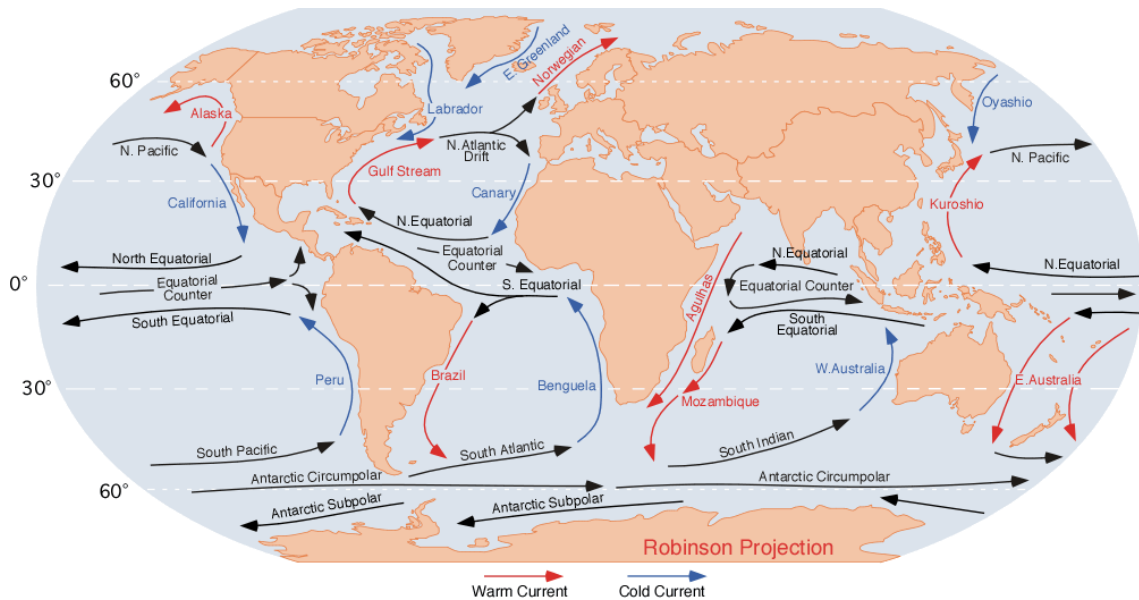 E. Greenland
Norwegian
60°
Alaska
Labrador
Oyashio
N. Pacific
N.Atlantic
Drift
N. Pacific
Gulf Stream
30°
California
Canary
Kuroshio
N.Equatorial
North Equatorial
Equatorial
Counter
N.Equatorial
N.Equatorial
0°
Equatorial
Counter
S. Equatorial
Agulhas
Equatorial Counter
South Equatorial
South
Equatorial
30°
Peru
Brazil
Benguela
Mozambique
W.Australia
E.Australia
South Pacific
South Atlantic
South Indian
Antarctic Circumpolar
Antarctic Circumpolar
60°
Antarctic Subpolar
Antarctic Subpolar
Robinson Projection
Warm Current
Cold Current